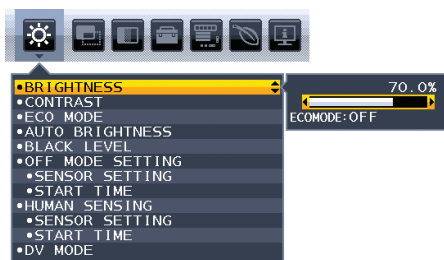 •BRIGHTNESS
70.0%
•CONTRAST
ECOMODE:OFF
•ECO MODE
•AUTO BRIGHTNESS
•BLACK LEVEL
•OFF MODE SETTING
•SENSOR SETTING
•START TIME
•HUMAN SENSING
•SENSOR SETTING
•START TIME
•DV MODE